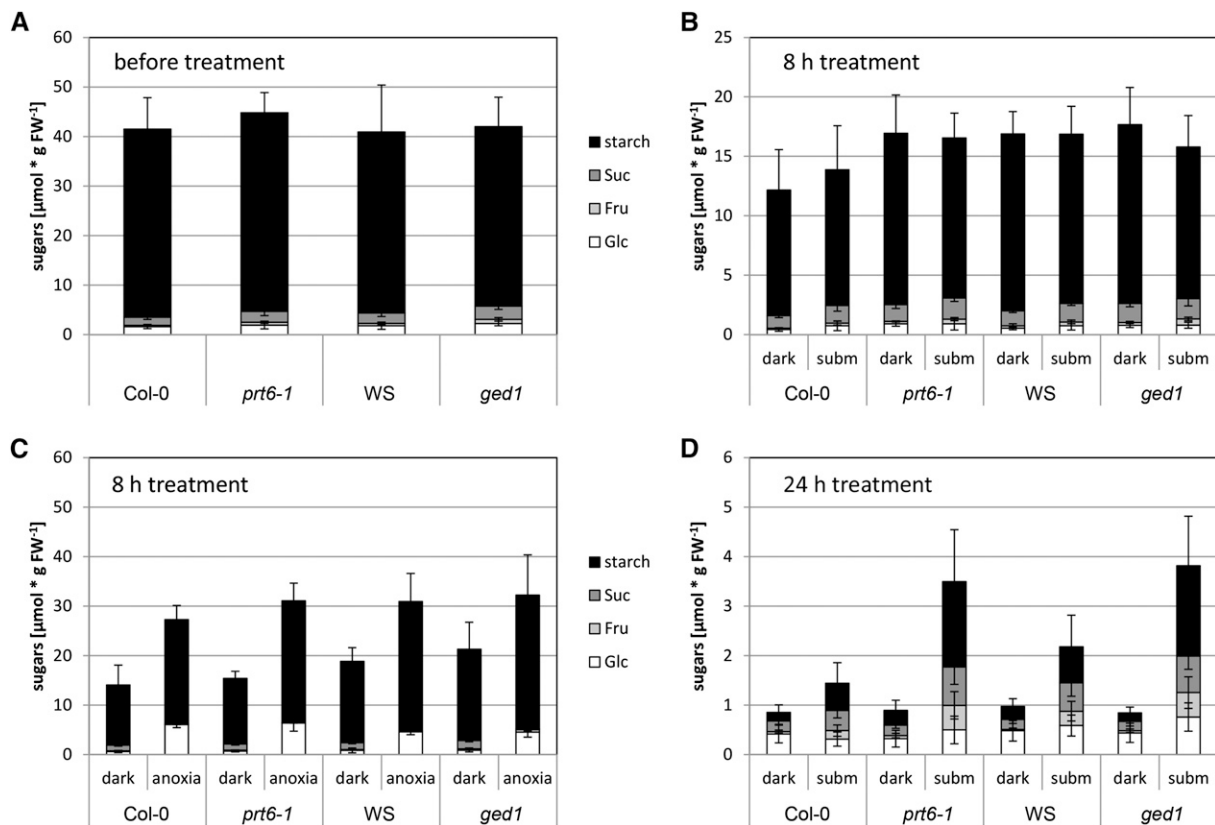 A
before treatment
60
50
40
30
20
10
0
sugars [µmol * g FW-1]
Col-0 prt6-1 WS ged1
starch
Suc
Fru
Glc
B
8 h treatment
25
20
15
10
5
0
sugars [µmol * g FW-1]
dark subm dark subm dark subm dark subm
Col-0 prt6-1 WS ged1
C
8 h treatment
60
50
40
30
20
10
0
sugars [µmol * g FW-1]
dark anoxia dark anoxia dark anoxia dark anoxia
Col-0 prt6-1 WS ged1
starch
Suc
Fru
Glc
D
24 h treatment
6
5
4
3
2
1
0
sugars [µmol * g FW-1]
dark subm dark subm dark subm dark subm
Col-0 prt6-1 WS ged1